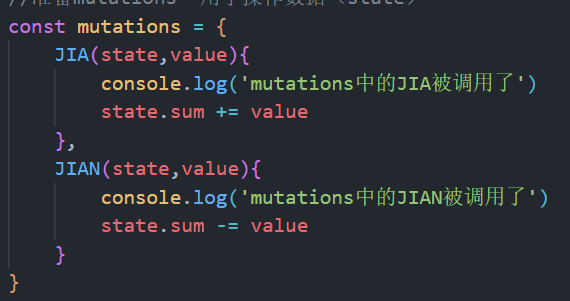 //准备mutations——用于操作数据（state）
const mutations = {
    JIA(state,value){
        console.log('mutations中的JIA被调用了')
        state.sum += value
    },
    JIAN(state,value){
        console.log('mutations中的JIAN被调用了')
        state.sum -= value
    }
}